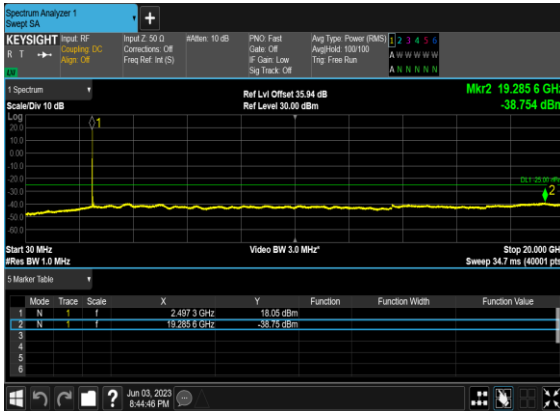 Spectrum Analyzer 1
Swept SA
+
KEYSIGHT
R T
LW
Input: RF
Coupling: DC
Align: Off
Input Z: 50 Ω
Corrections: Off
Freq Ref: Int (S)
#Atten: 10 dB
PNO: Fast
Gate: Off
IF Gain: Low
Sig Track: Off
Avg Type: Power (RMS)
Avg|Hold: 100/100
Trig: Free Run
1 2 3 4 5 6
A W W W W W
A N N N N N
1 Spectrum
Scale/Div 10 dB
Ref Lvl Offset 35.94 dB
Ref Level 30.00 dBm
Mkr2 19.285 6 GHz
-38.754 dBm
Log
20.0
10.0
0.00
-10.0
-20.0
-30.0
-40.0
-50.0
-60.0
1
DL1 -25.00 dBm
2
Start 30 MHz
#Res BW 1.0 MHz
Video BW 3.0 MHz*
Stop 20.000 GHz
Sweep 34.7 ms (40001 pts)
5 Marker Table
Mode Trace Scale X Y Function Function Width Function Value
1 N 1 f 2.497 3 GHz 18.05 dBm
2 N 1 f 19.285 6 GHz -38.75 dBm
3
4
5
6
?
Jun 03, 2023
8:44:46 PM